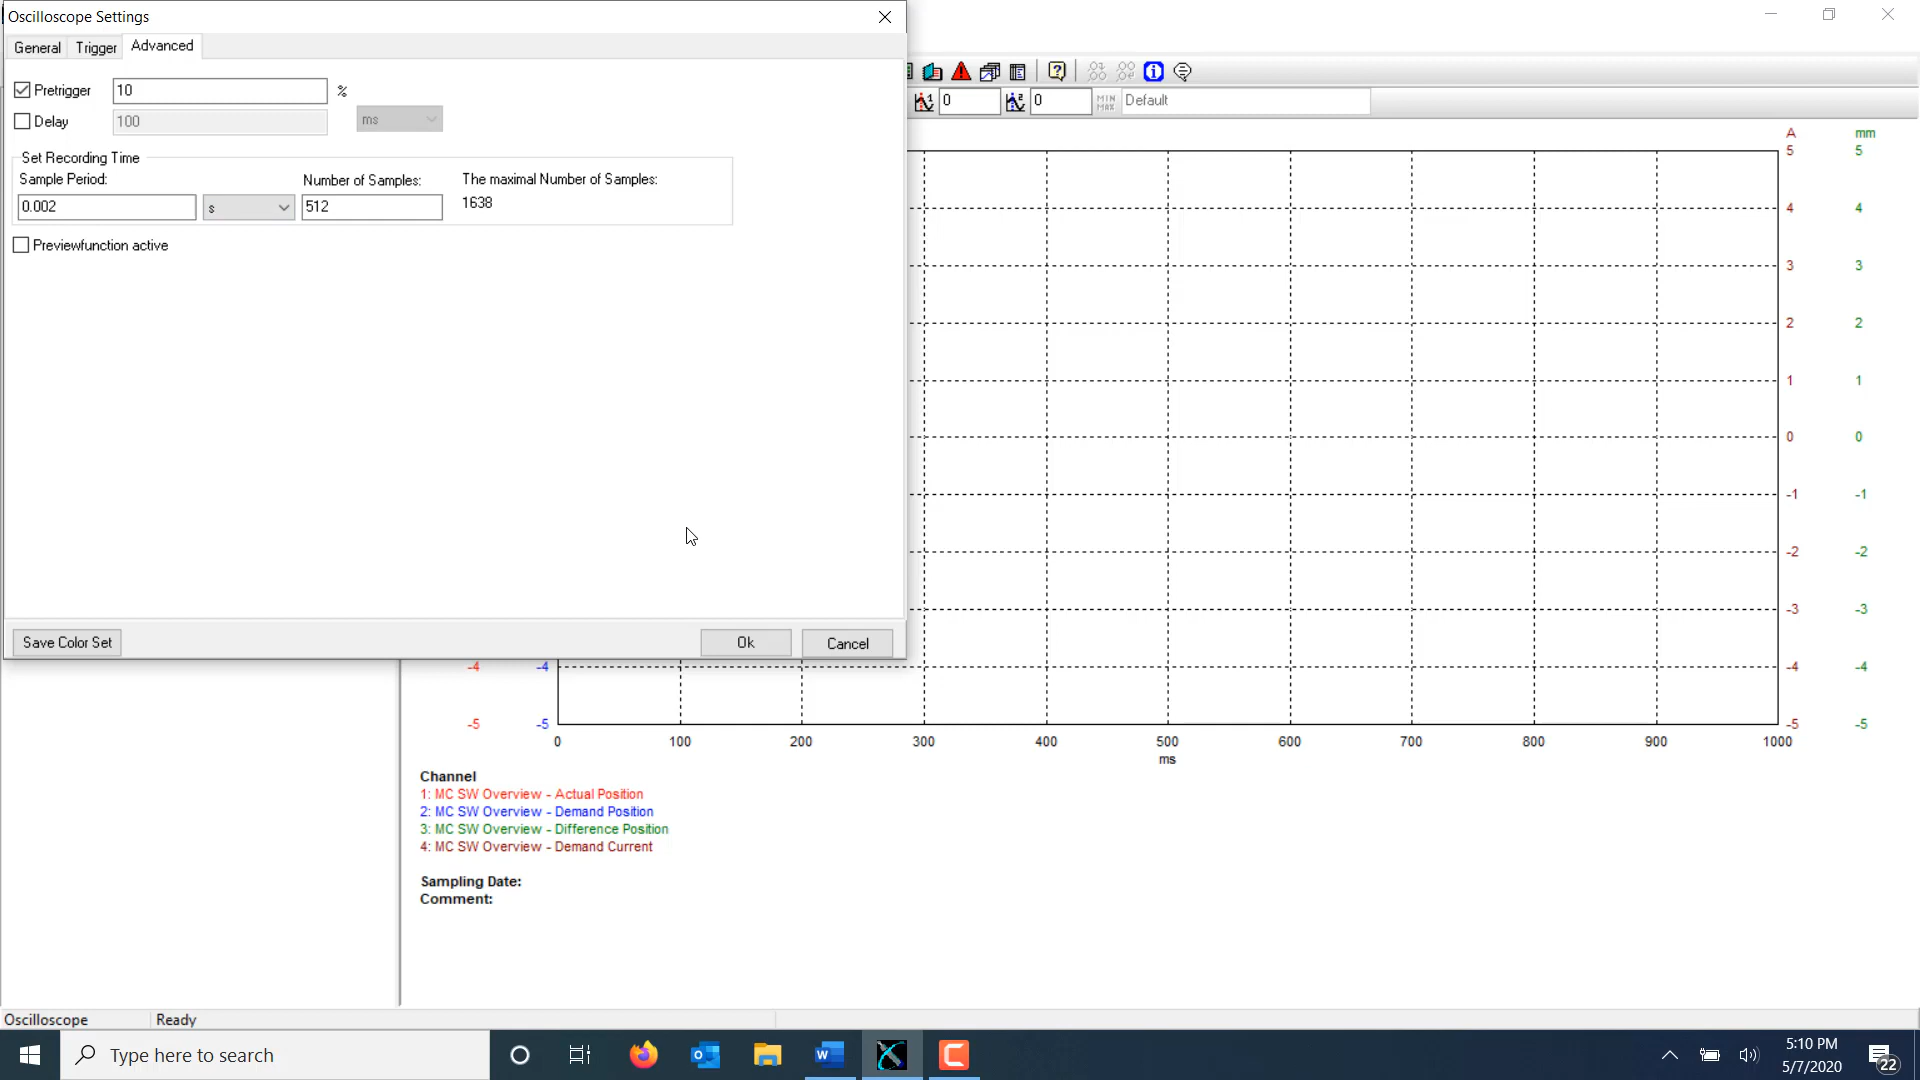 Oscilloscope Settings
General Trigger Advanced
Pretrigger 10 %
Delay 100 ms
Set Recording Time
Sample Period: Number of Samples: The maximal Number of Samples:
0.002 s 512 1638
Previewfunction active
Save Color Set Ok Cancel
0 0 MIN MAX Default
A mm
5 5
4 4
3 3
2 2
1 1
0 0
-1 -1
-2 -2
-3 -3
-4 -4 -4 -4
-5 -5 -5 -5
0 100 200 300 400 500 600 700 800 900 1000
ms
Channel
1: MC SW Overview - Actual Position
2: MC SW Overview - Demand Position
3: MC SW Overview - Difference Position
4: MC SW Overview - Demand Current
Sampling Date:
Comment:
Oscilloscope Ready
Type here to search
5:10 PM
5/7/2020
22